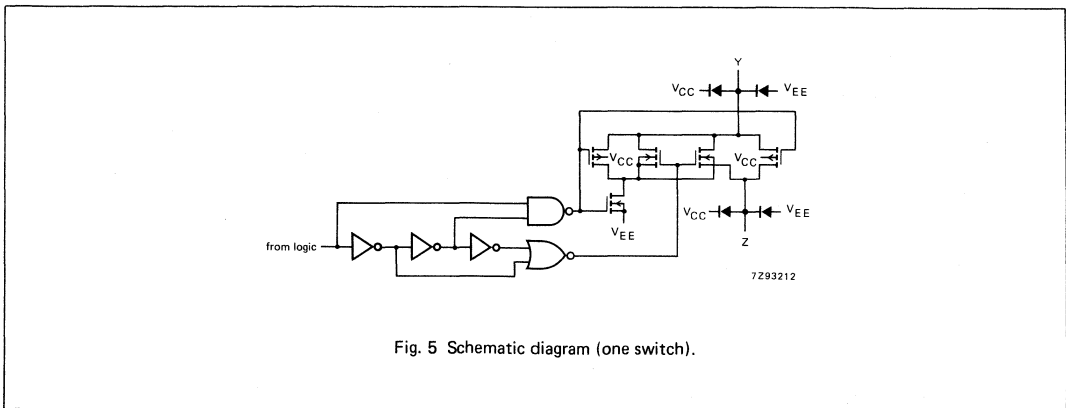 Y
VCC
VEE
VCC
VCC
VCC
VEE
VEE
Z
from logic
7Z93212
Fig. 5 Schematic diagram (one switch).